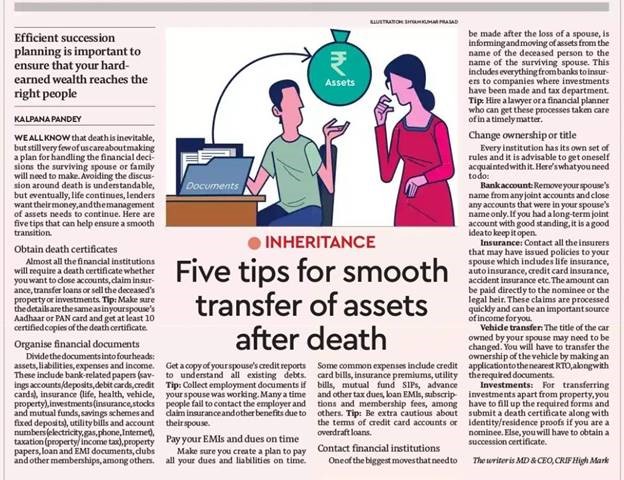 ILLUSTRATION: SHYAM KUMAR PRASAD
Efficient succession
planning is important to
ensure that your hard-
earned wealth reaches the
right people
KALPANA PANDEY
WE ALL KNOW that death is inevitable,
but still very few of us care about making
a plan for handling the financial deci-
sions the surviving spouse or family
will need to make. Avoiding the discus-
sion around death is understandable,
but eventually, life continues, lenders
want their money, and the management
of assets needs to continue. Here are
five tips that can help ensure a smooth
transition.
Obtain death certificates
Almost all the financial institutions
will require a death certificate whether
you want to close accounts, claim insur-
ance, transfer loans or sell the deceased's
property or investments. Tip: Make sure
the details are the same as in your spouse's
Aadhaar or PAN card and get at least 10
certified copies of the death certificate.
Organise financial documents
Divide the documents into four heads:
assets, liabilities, expenses and income.
These include bank-related papers (sav-
ings accounts/deposits, debit cards, credit
cards), insurance (life, health, vehicle,
property), investments (insurance, stocks
and mutual funds, savings schemes and
fixed deposits), utility bills and account
numbers (electricity, gas, phone, Internet),
taxation (property/ income tax), property
papers, loan and EMI documents, clubs
and other memberships, among others.
₹
Assets
Documents
INHERITANCE
Five tips for smooth
transfer of assets
after death
Get a copy of your spouse's credit reports
to understand all existing debts.
Tip: Collect employment documents if
your spouse was working. Many a time
people fail to contact the employer and
claim insurance and other benefits due to
their spouse.
Pay your EMIs and dues on time
Make sure you create a plan to pay
all your dues and liabilities on time.
Some common expenses include credit
card bills, insurance premiums, utility
bills, mutual fund SIPs, advance
and other tax dues, loan EMIs, subscrip-
tions and membership fees, among
others. Tip: Be extra cautious about
the terms of credit card accounts or
overdraft loans.
Contact financial institutions
One of the biggest moves that need to
be made after the loss of a spouse, is
informing and moving of assets from the
name of the deceased person to the
name of the surviving spouse. This
includes everything from banks to insur-
ers to companies where investments
have been made and tax department.
Tip: Hire a lawyer or a financial planner
who can get these processes taken care
of in a timely matter.
Change ownership or title
Every institution has its own set of
rules and it is advisable to get oneself
acquainted with it. Here's what you need
to do:
Bank account: Remove your spouse's
name from any joint accounts and close
any accounts that were in your spouse's
name only. If you had a long-term joint
account with good standing, it is a good
idea to keep it open.
Insurance: Contact all the insurers
that may have issued policies to your
spouse which includes life insurance,
auto insurance, credit card insurance,
accident insurance etc. The amount can
be paid directly to the nominee or the
legal heir. These claims are processed
quickly and can be an important source
of income for you.
Vehicle transfer: The title of the car
owned by your spouse may need to be
changed. You will have to transfer the
ownership of the vehicle by making an
application to the nearest RTO, along with
the required documents.
Investments: For transferring
investments apart from property, you
have to fill up the required forms and
submit a death certificate along with
identity/residence proofs if you are a
nominee. Else, you will have to obtain a
succession certificate.
The writer is MD & CEO, CRIF High Mark